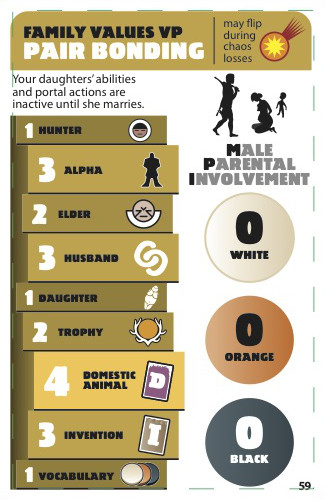 FAMILY VALUES VP
PAIR BONDING
may flip
during
chaos
losses
Your daughters' abilities
and portal actions are
inactive until she marries.
1 HUNTER
3 ALPHA
2 ELDER
3 HUSBAND
1 DAUGHTER
2 TROPHY
4 DOMESTIC
ANIMAL
D
3 INVENTION
I
1 VOCABULARY
MALE
PARENTAL
INVOLVEMENT
0
WHITE
0
ORANGE
0
BLACK
59